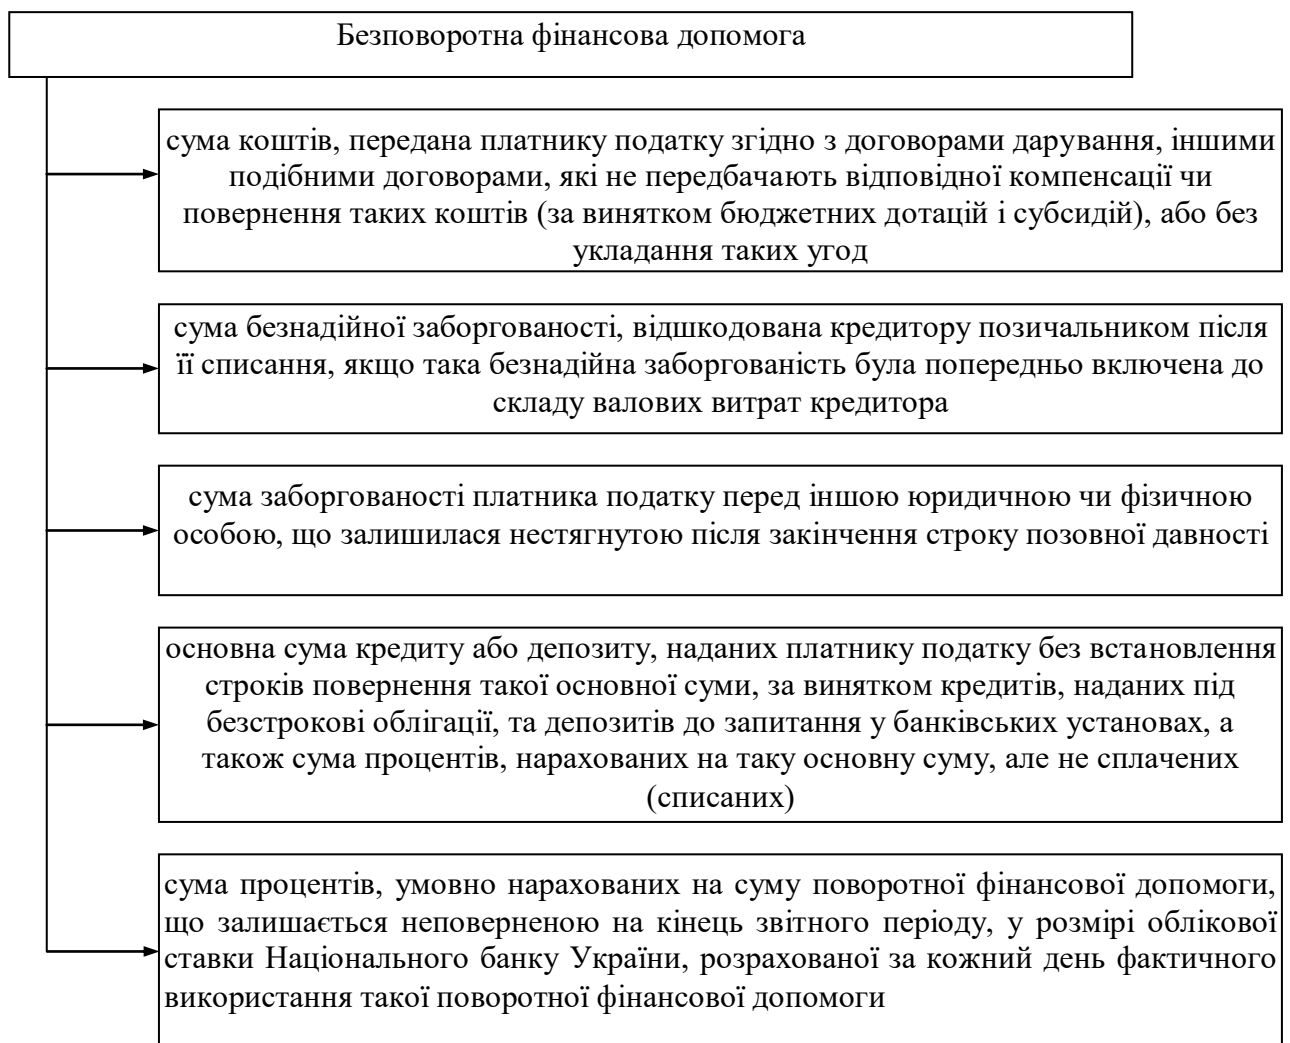 Безповоротна фінансова допомога
сума коштів, передана платнику податку згідно з договорами дарування, іншими
подібними договорами, які не передбачають відповідної компенсації чи
повернення таких коштів (за винятком бюджетних дотацій і субсидій), або без
укладання таких угод
сума безнадійної заборгованості, відшкодована кредитору позичальником після
її списання, якщо така безнадійна заборгованість була попередньо включена до
складу валових витрат кредитора
сума заборгованості платника податку перед іншою юридичною чи фізичною
особою, що залишилася нестягнутою після закінчення строку позовної давності
основна сума кредиту або депозиту, наданих платнику податку без встановлення
строків повернення такої основної суми, за винятком кредитів, наданих під
безстрокові облігації, та депозитів до запитання у банківських установах, а
також сума процентів, нарахованих на таку основну суму, але не сплачених
(списаних)
сума процентів, умовно нарахованих на суму поворотної фінансової допомоги,
що залишається неповерненою на кінець звітного періоду, у розмірі облікової
ставки Національного банку України, розрахованої за кожний день фактичного
використання такої поворотної фінансової допомоги